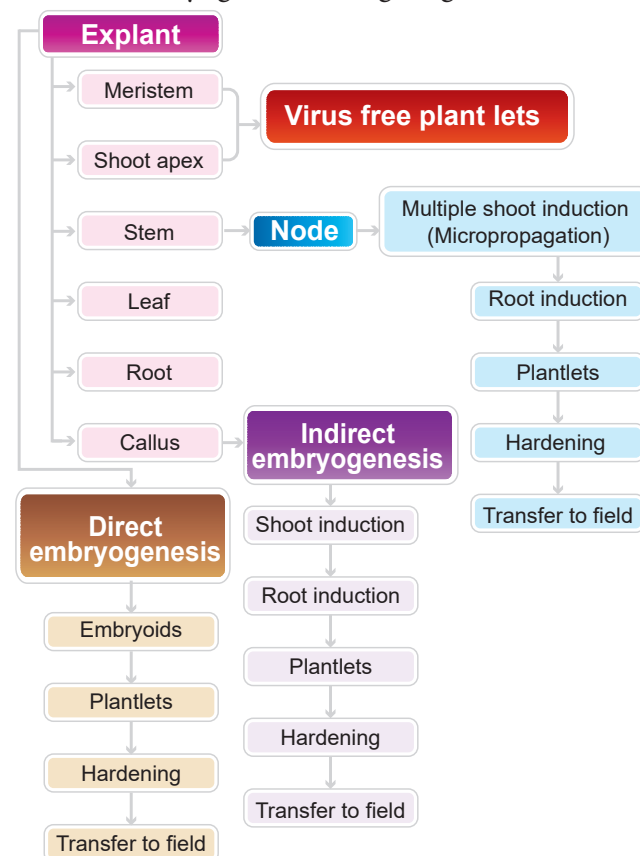 Explant
Meristem
Virus free plant lets
Shoot apex
Stem
Node
Multiple shoot induction
(Micropropagation)
Leaf
Root induction
Root
Plantlets
Callus
Indirect
embryogenesis
Hardening
Transfer to field
Direct
embryogenesis
Shoot induction
Root induction
Plantlets
Hardening
Transfer to field
Embryoids
Plantlets
Hardening
Transfer to field